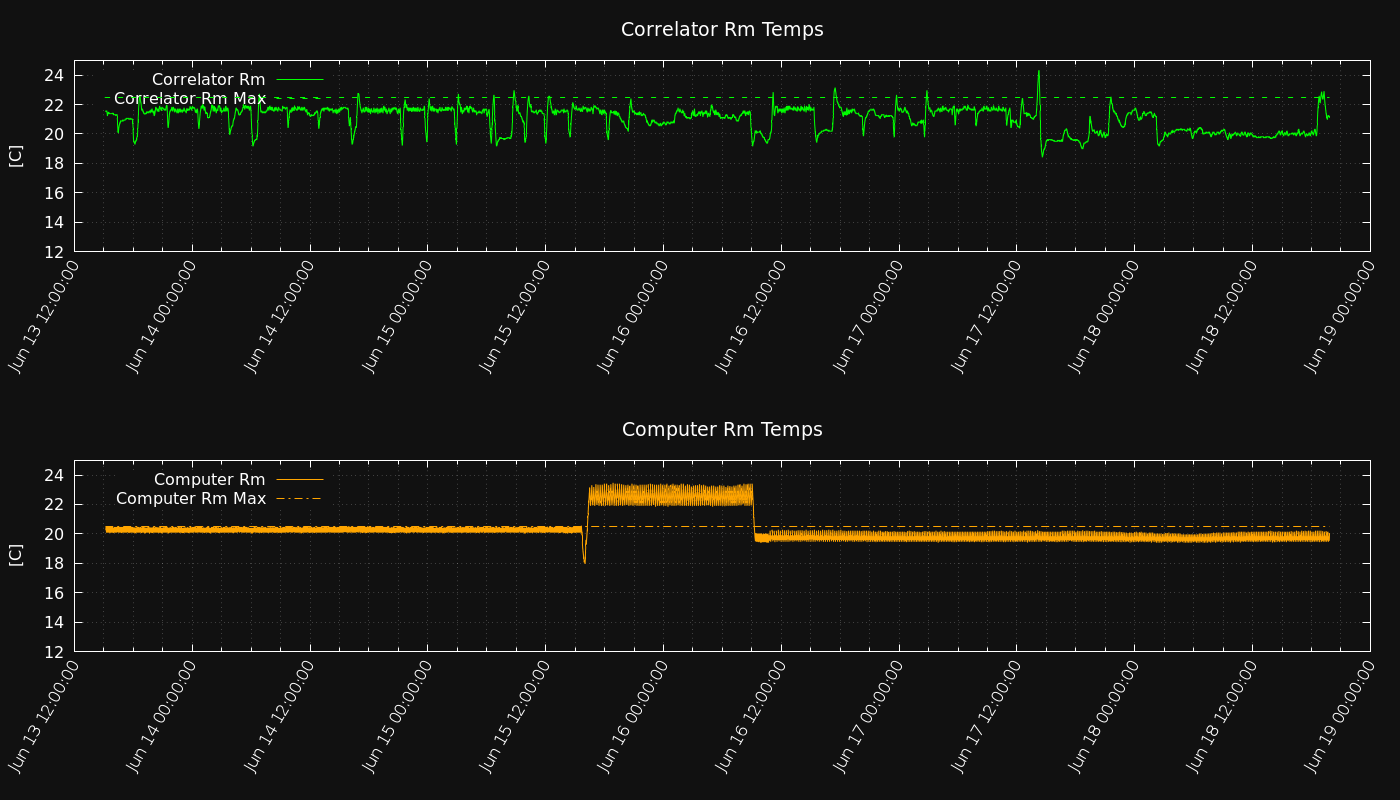 Correlator Rm Temps
Correlator Rm
Correlator Rm Max
24
22
20
18
16
14
12
[C]
Jun 13 12:00:00
Jun 14 00:00:00
Jun 14 12:00:00
Jun 15 00:00:00
Jun 15 12:00:00
Jun 16 00:00:00
Jun 16 12:00:00
Jun 17 00:00:00
Jun 17 12:00:00
Jun 18 00:00:00
Jun 18 12:00:00
Jun 19 00:00:00
Computer Rm Temps
Computer Rm
Computer Rm Max
24
22
20
18
16
14
12
[C]
Jun 13 12:00:00
Jun 14 00:00:00
Jun 14 12:00:00
Jun 15 00:00:00
Jun 15 12:00:00
Jun 16 00:00:00
Jun 16 12:00:00
Jun 17 00:00:00
Jun 17 12:00:00
Jun 18 00:00:00
Jun 18 12:00:00
Jun 19 00:00:00